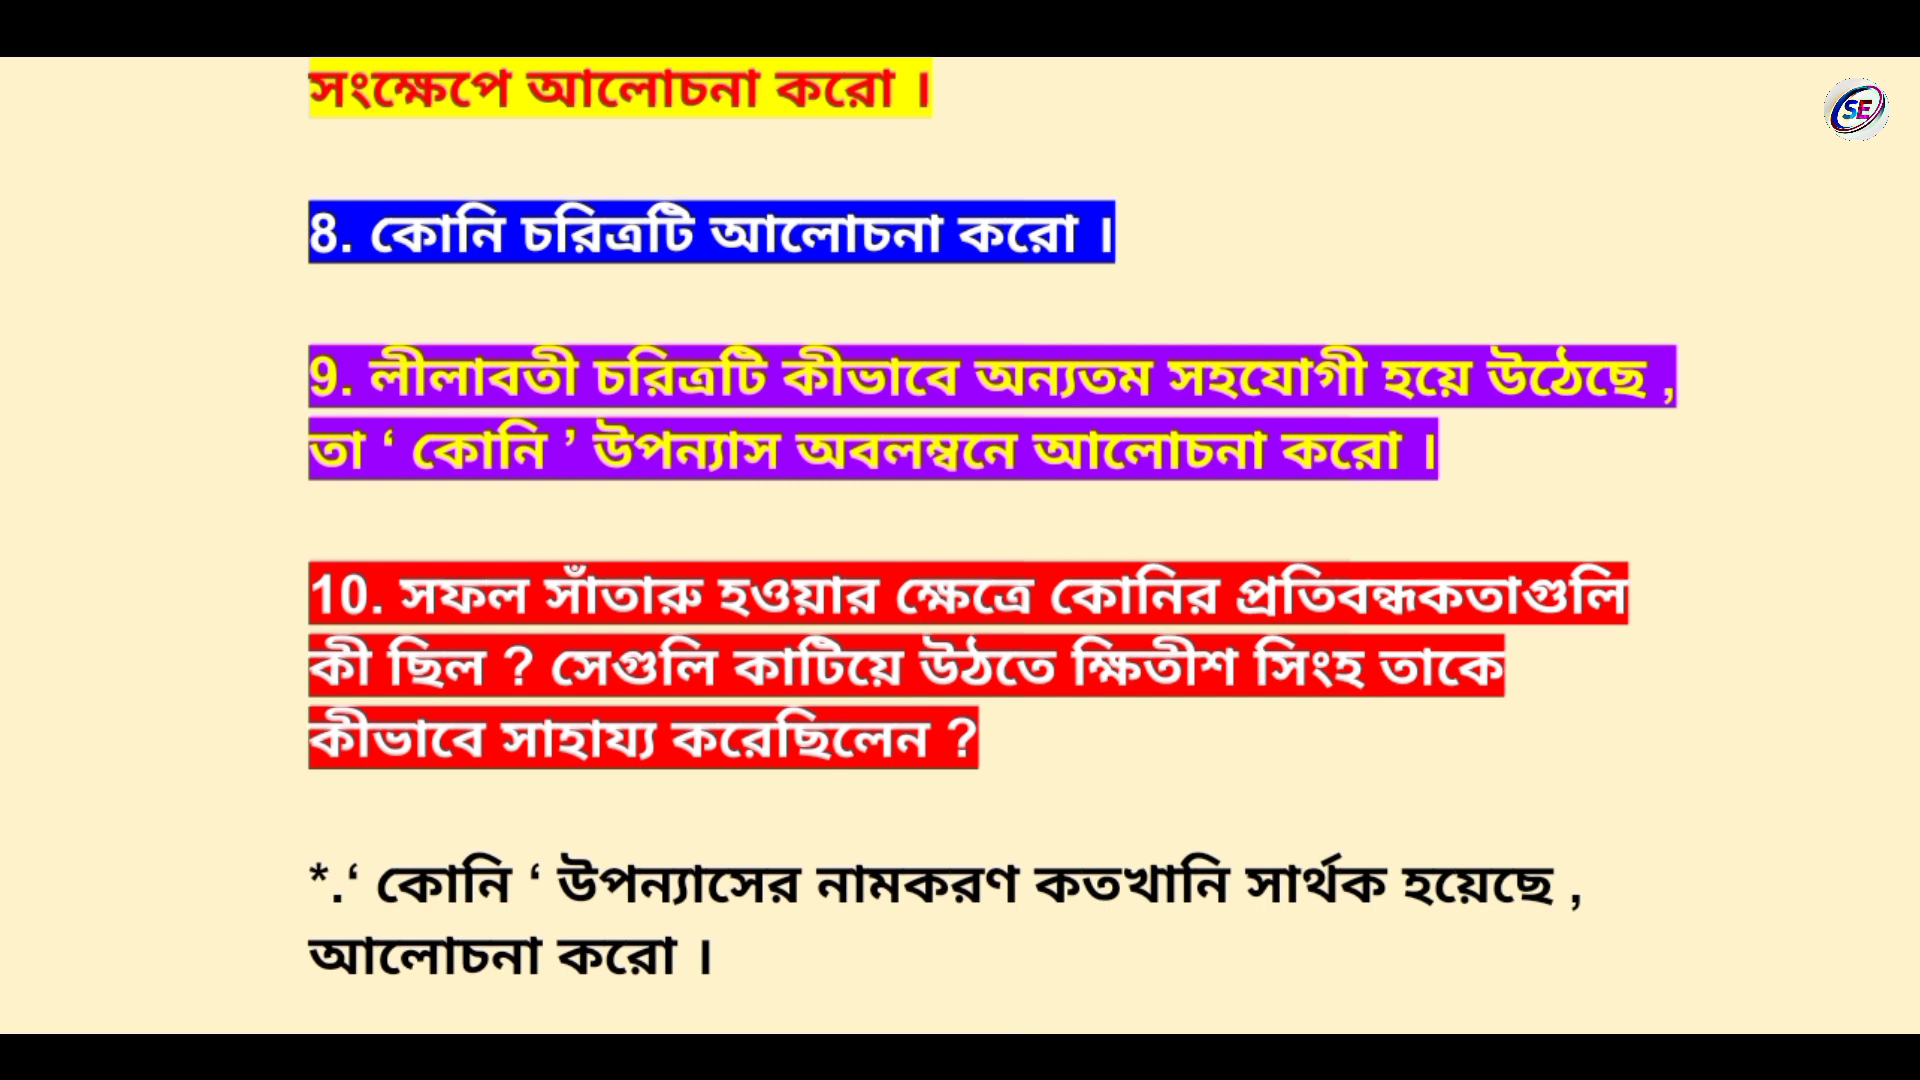 সংক্ষেপে আলোচনা করো ।
SE
8. কোনি চরিত্রটি আলোচনা করো ।
9. লীলাবতী চরিত্রটি কীভাবে অন্যতম সহযোগী হয়ে উঠেছে ,
তা ‘ কোনি ’ উপন্যাস অবলম্বনে আলোচনা করো ।
10. সফল সাঁতারু হওয়ার ক্ষেত্রে কোনির প্রতিবন্ধকতাগুলি
কী ছিল ? সেগুলি কাটিয়ে উঠতে ক্ষিতীশ সিংহ তাকে
কীভাবে সাহায্য করেছিলেন ?
*.‘ কোনি ‘ উপন্যাসের নামকরণ কতখানি সার্থক হয়েছে ,
আলোচনা করো ।